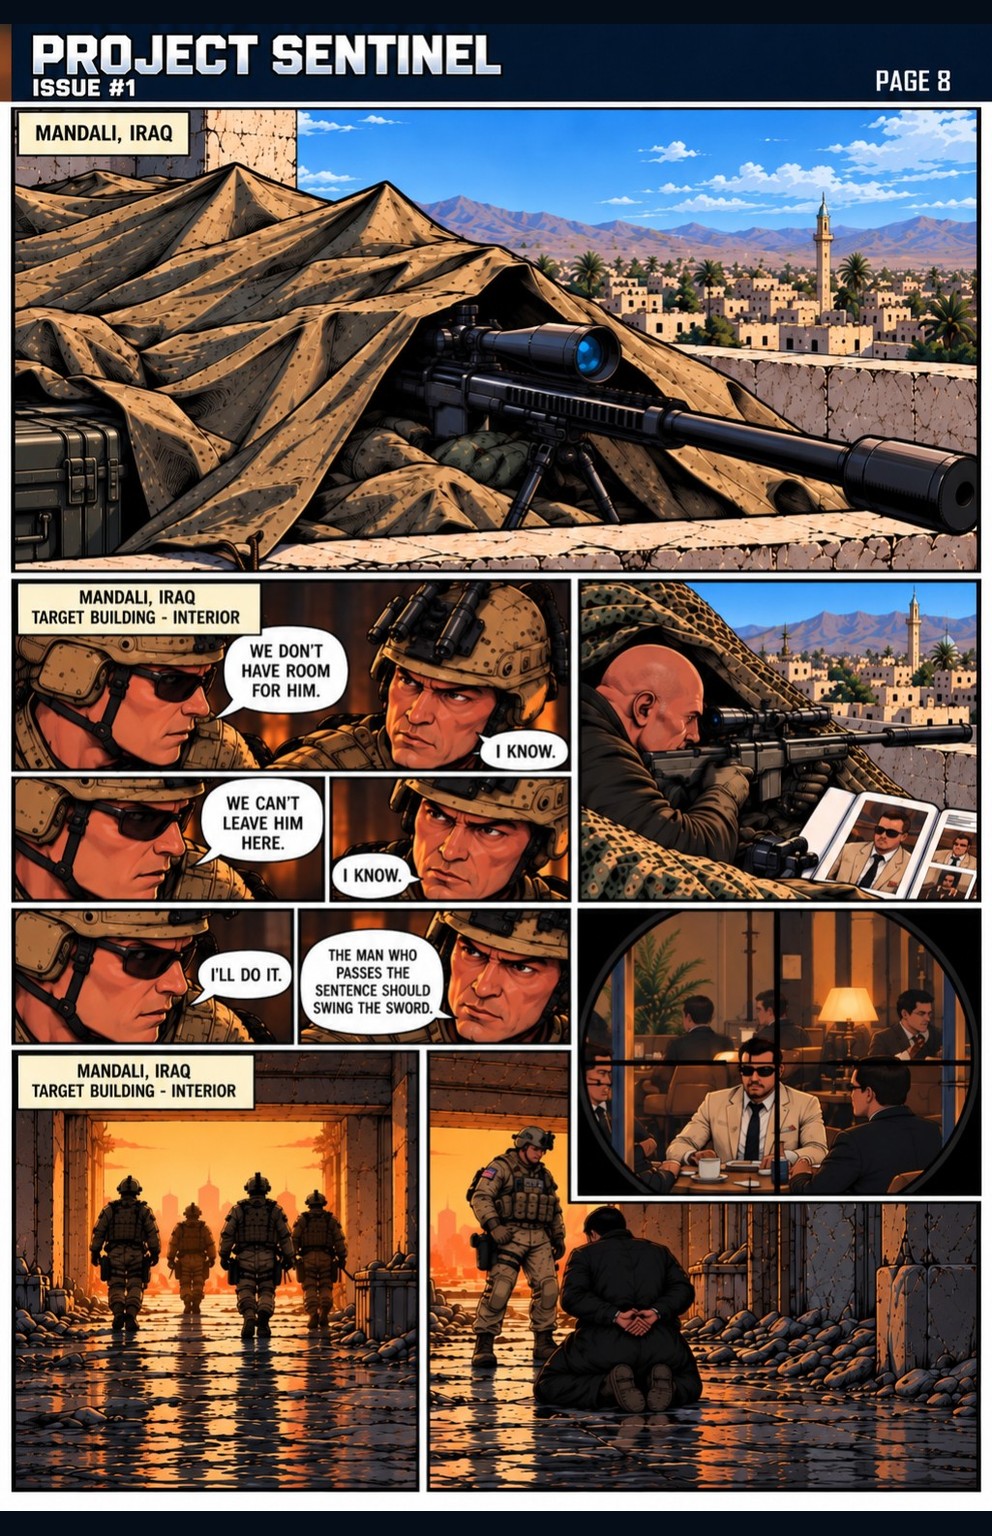 PROJECT SENTINEL
ISSUE #1
PAGE 8
MANDALI, IRAQ
MANDALI, IRAQ
TARGET BUILDING - INTERIOR
WE DON'T
HAVE ROOM
FOR HIM.
I KNOW.
WE CAN'T
LEAVE HIM
HERE.
I KNOW.
I'LL DO IT.
THE MAN WHO
PASSES THE
SENTENCE SHOULD
SWING THE SWORD.
MANDALI, IRAQ
TARGET BUILDING - INTERIOR